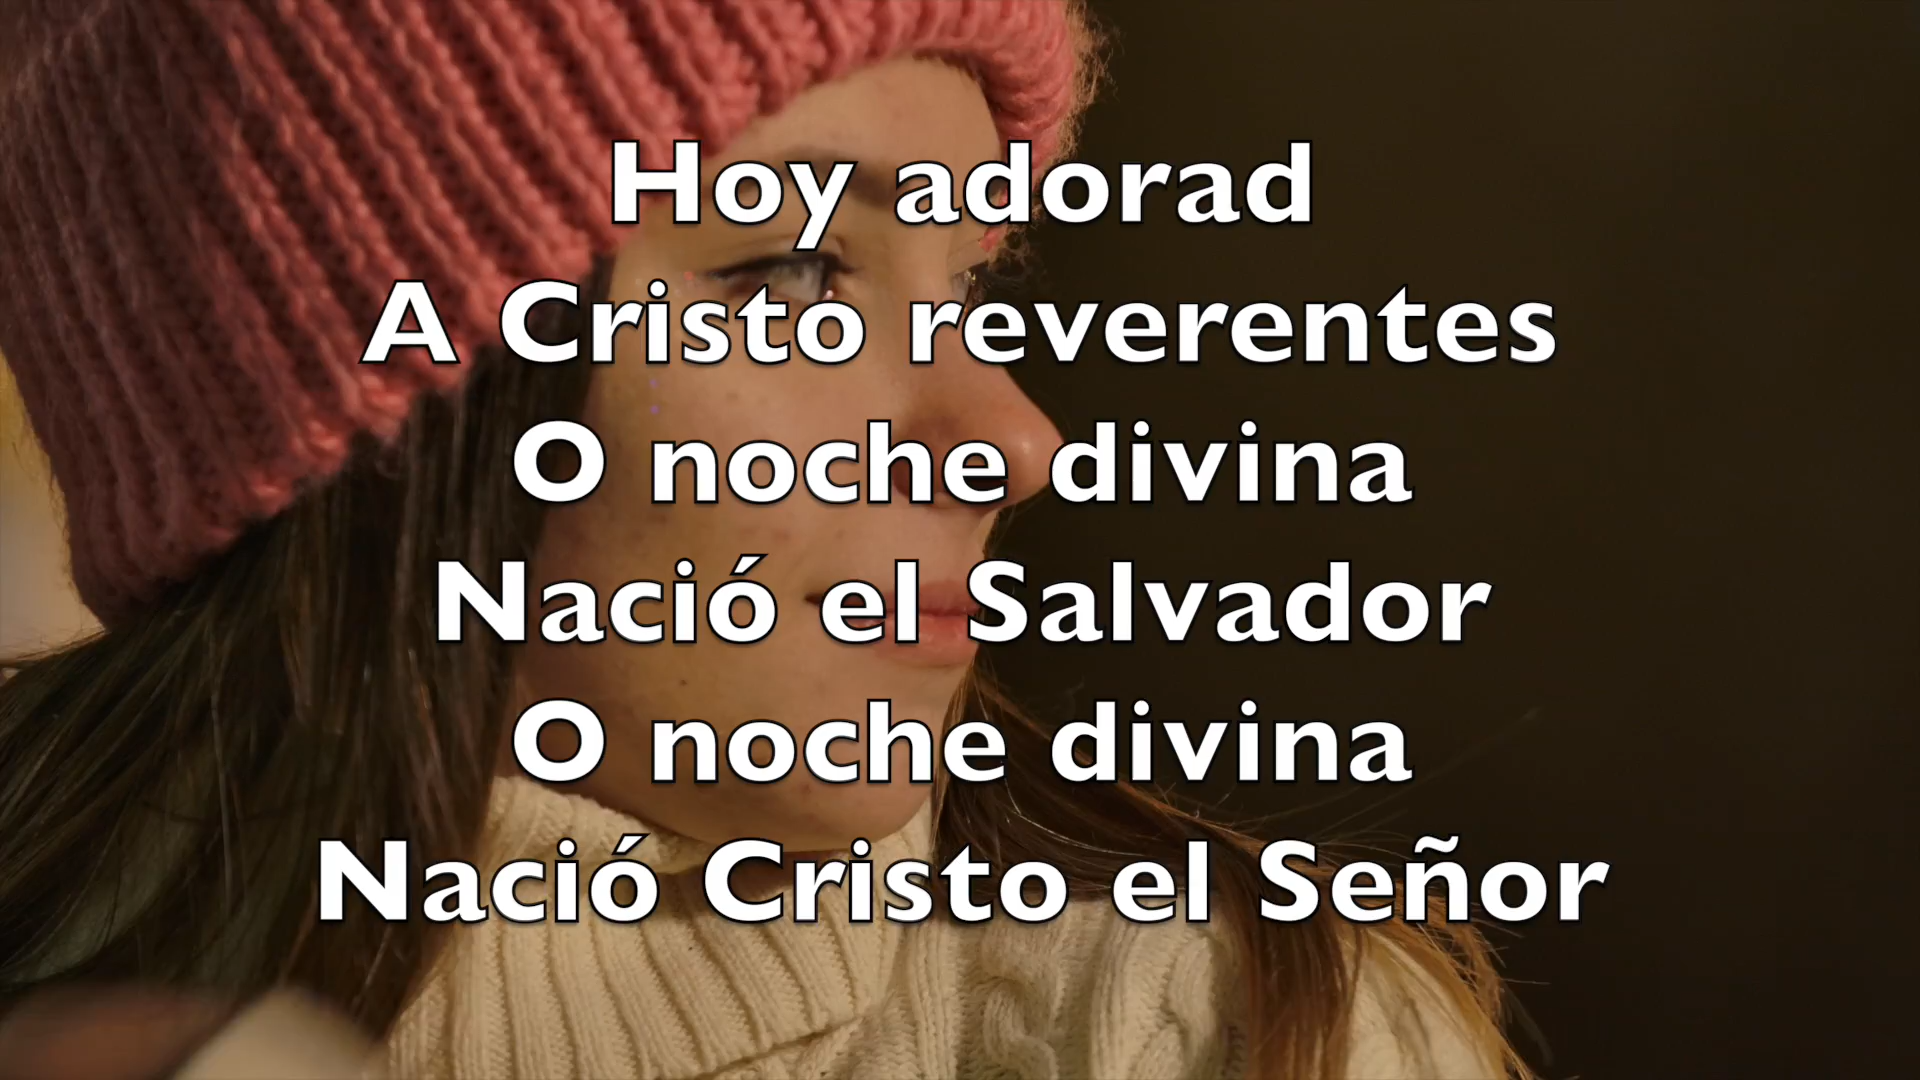 Hoy adorad
A Cristo reverentes
O noche divina
Nació el Salvador
O noche divina
Nació Cristo el Señor